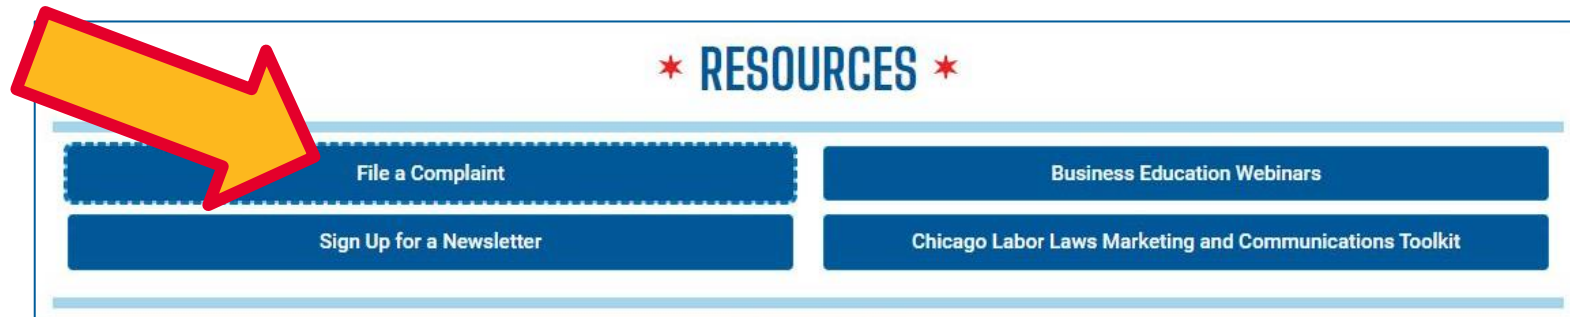 RESOURCES
File a Complaint
Business Education Webinars
Sign Up for a Newsletter
Chicago Labor Laws Marketing and Communications Toolkit